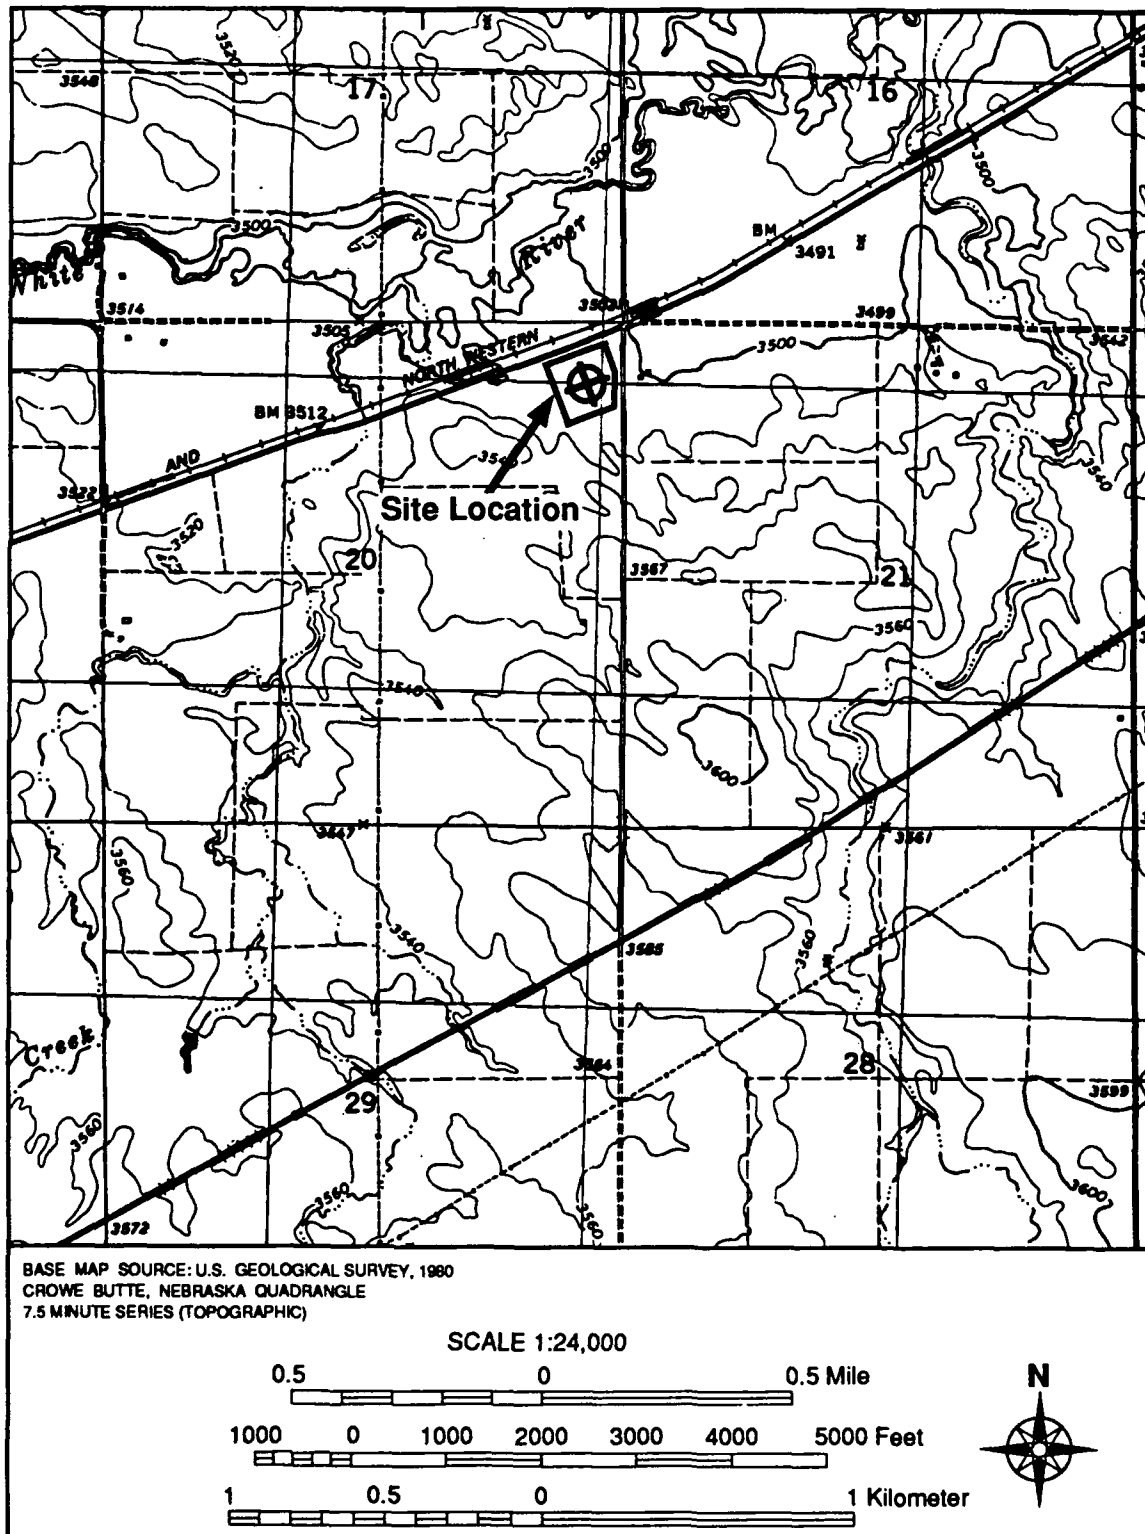 3520
3548
17
16
3500
3500
3500
White
River
BM
3491
3514
3505
3499
3500
3542
NORTH WESTERN
BM 3512
AND
3540
3540
3522
Site Location
3520
20
3567
21
3560
3540
3600
3547
3561
3560
3540
3560
3585
Creek
3564
28
29
3599
3560
3560
3560
3600
3572
BASE MAP SOURCE: U.S. GEOLOGICAL SURVEY, 1980
CROWE BUTTE, NEBRASKA QUADRANGLE
7.5 MINUTE SERIES (TOPOGRAPHIC)
SCALE 1:24,000
0.5 0 0.5 Mile
N
1000 0 1000 2000 3000 4000 5000 Feet
1 0.5 0 1 Kilometer